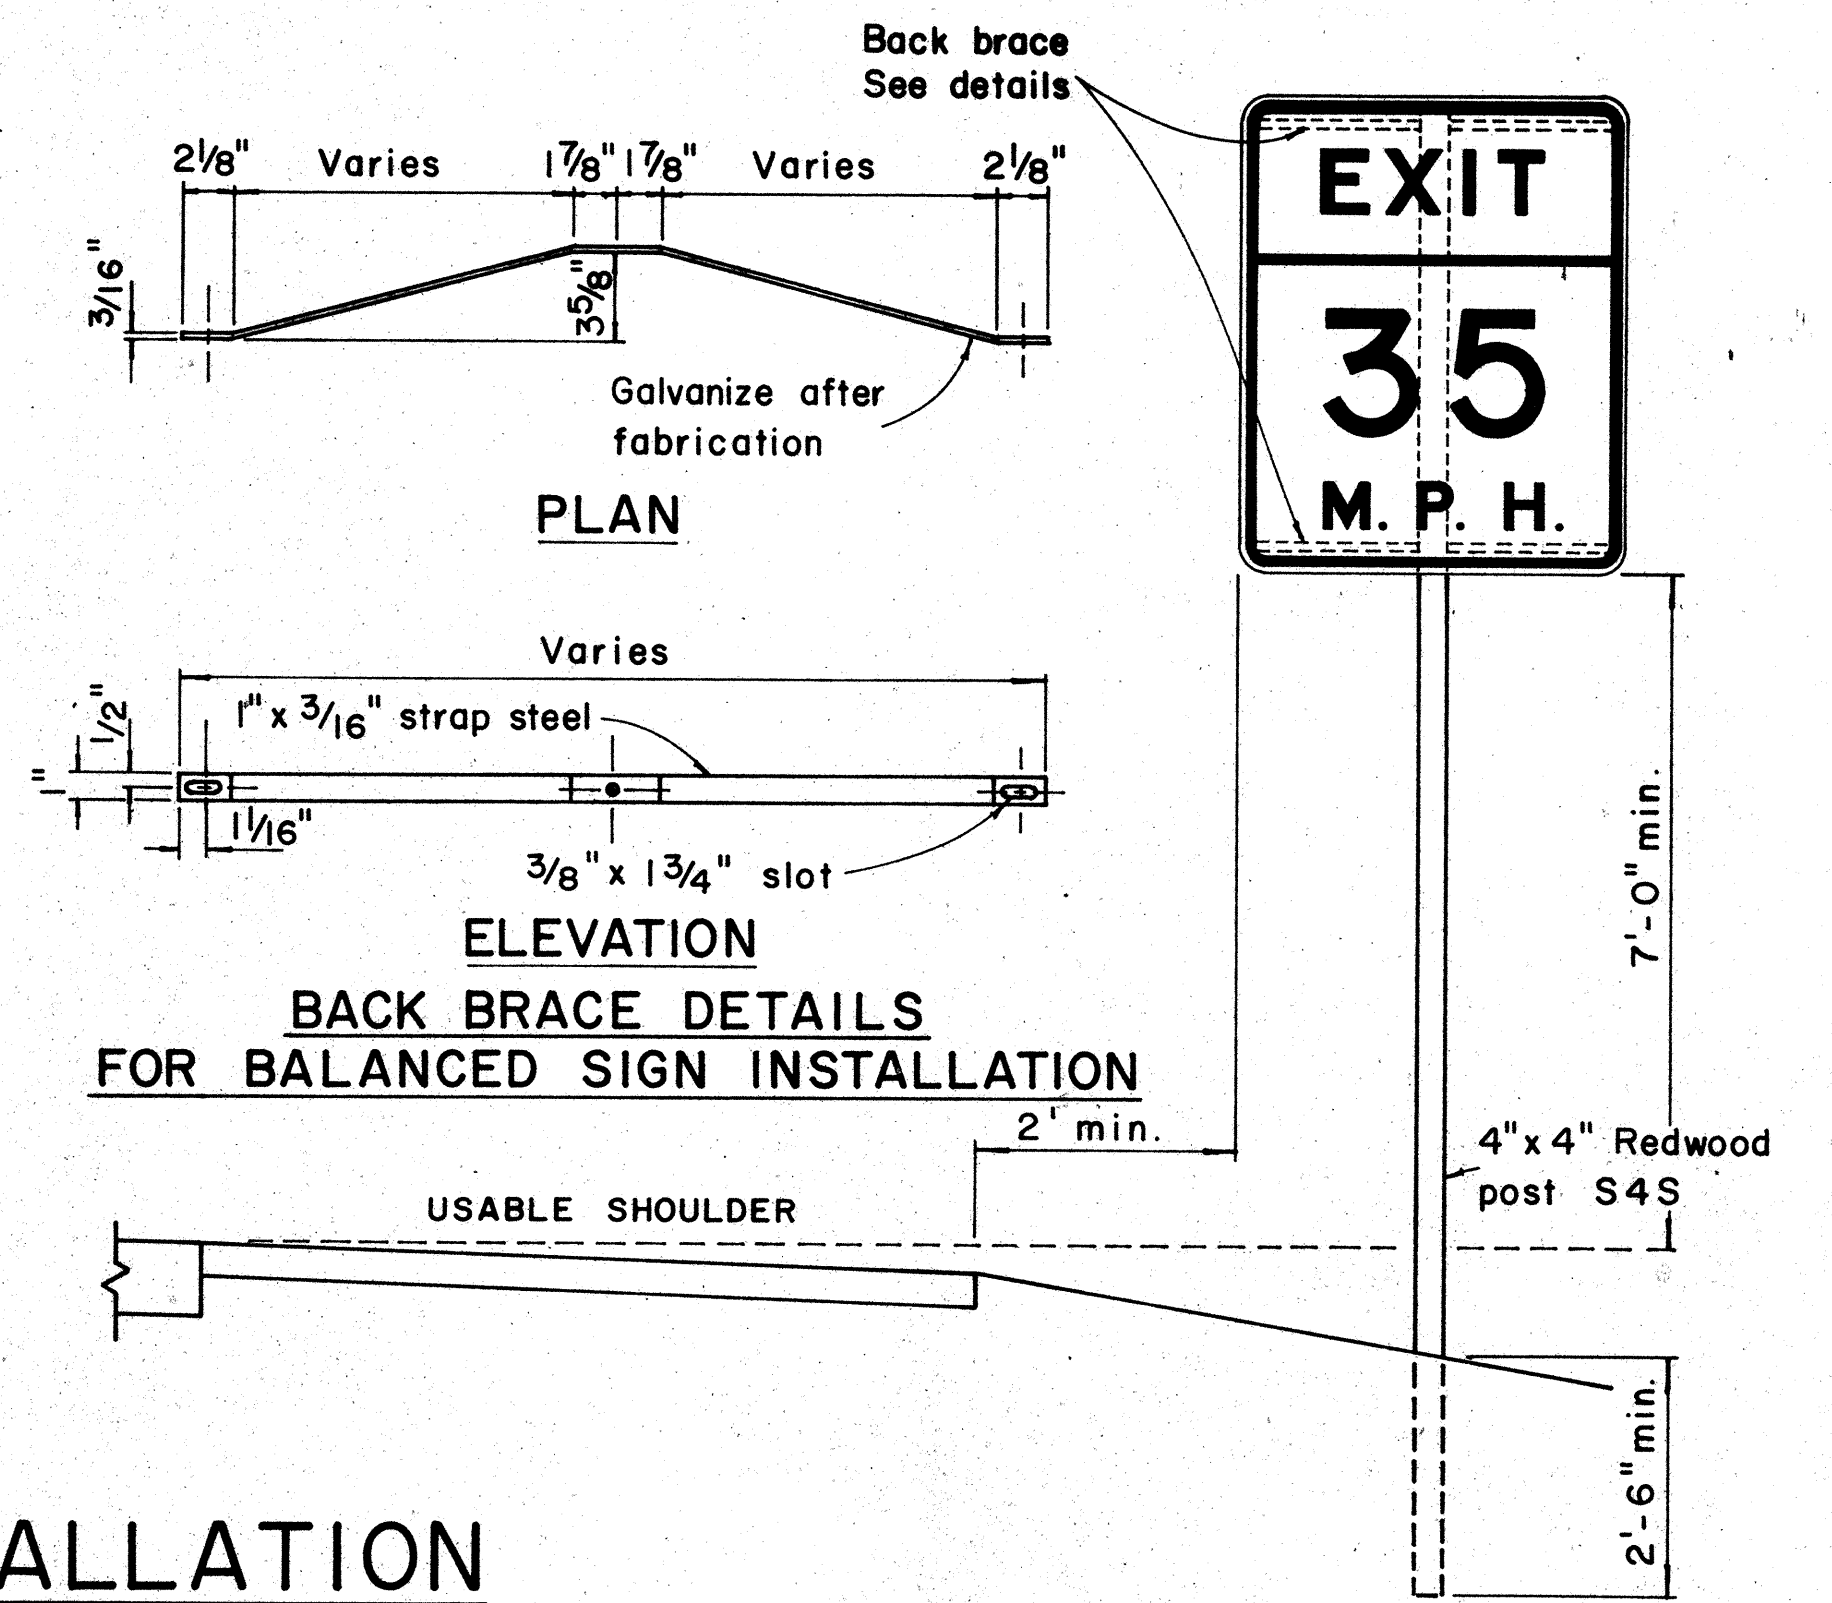 Back brace
See details
2 1/8" Varies 1 7/8" 1 7/8" Varies 2 1/8"
3/16"
3 5/8"
Galvanize after
fabrication
PLAN
EXIT
35
M. P. H.
Varies
1" x 3/16" strap steel
1/2"
1"
1 1/16"
3/8" x 1 3/4" slot
ELEVATION
BACK BRACE DETAILS
FOR BALANCED SIGN INSTALLATION
7'-0" min.
2' min.
4" x 4" Redwood
post S4S
USABLE SHOULDER
2'-6" min.
ALLATION